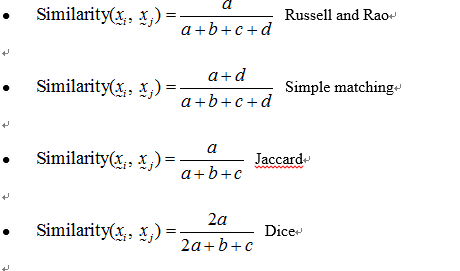 • Similarity(x_i, x_j) = a / (a+b+c+d) Russell and Rao↵
↵
• Similarity(x_i, x_j) = (a+d) / (a+b+c+d) Simple matching↵
↵
• Similarity(x_i, x_j) = a / (a+b+c) Jaccard↵
↵
• Similarity(x_i, x_j) = 2a / (2a+b+c) Dice↵
↵